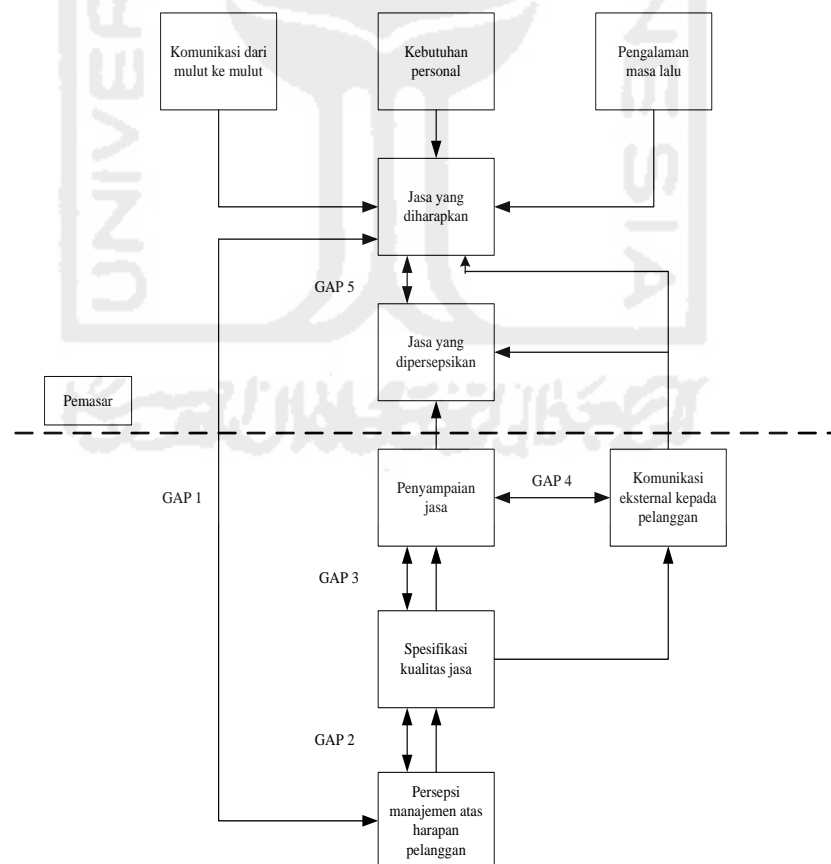 Komunikasi dari
mulut ke mulut
Kebutuhan
personal
Pengalaman
masa lalu
Jasa yang
diharapkan
GAP 5
Jasa yang
dipersepsikan
Pemasar
GAP 1
Penyampaian
jasa
GAP 4
Komunikasi
eksternal kepada
pelanggan
GAP 3
Spesifikasi
kualitas jasa
GAP 2
Persepsi
manajemen atas
harapan
pelanggan